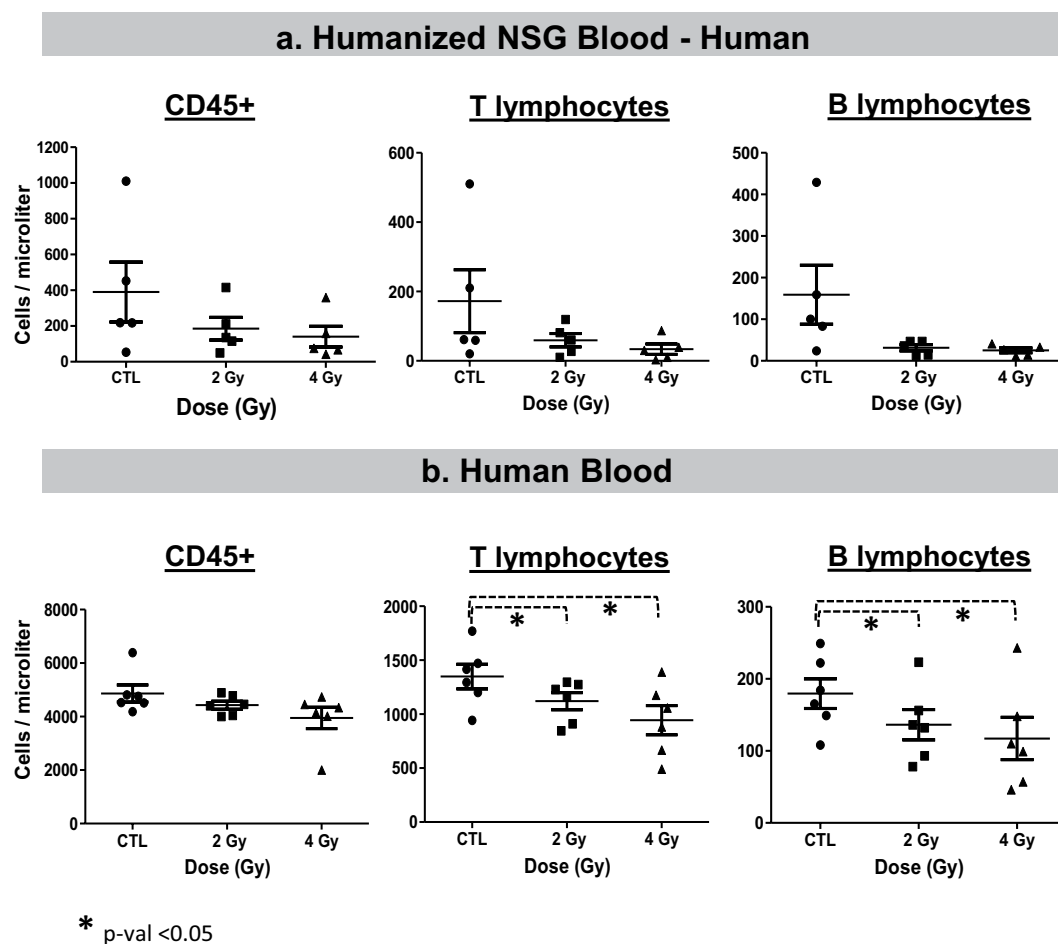 a. Humanized NSG Blood - Human
CD45+
T lymphocytes
B lymphocytes
Cells / microliter
1200
1000
800
600
400
200
0
CTL
2 Gy
4 Gy
Dose (Gy)
600
400
200
0
CTL
2 Gy
4 Gy
Dose (Gy)
500
400
300
200
100
0
CTL
2 Gy
4 Gy
Dose (Gy)
b. Human Blood
CD45+
T lymphocytes
B lymphocytes
Cells / microliter
8000
6000
4000
2000
0
CTL
2 Gy
4 Gy
Dose (Gy)
2000
1500
1000
500
0
*
*
CTL
2 Gy
4 Gy
Dose (Gy)
300
200
100
0
*
*
CTL
2 Gy
4 Gy
Dose (Gy)
* p-val <0.05